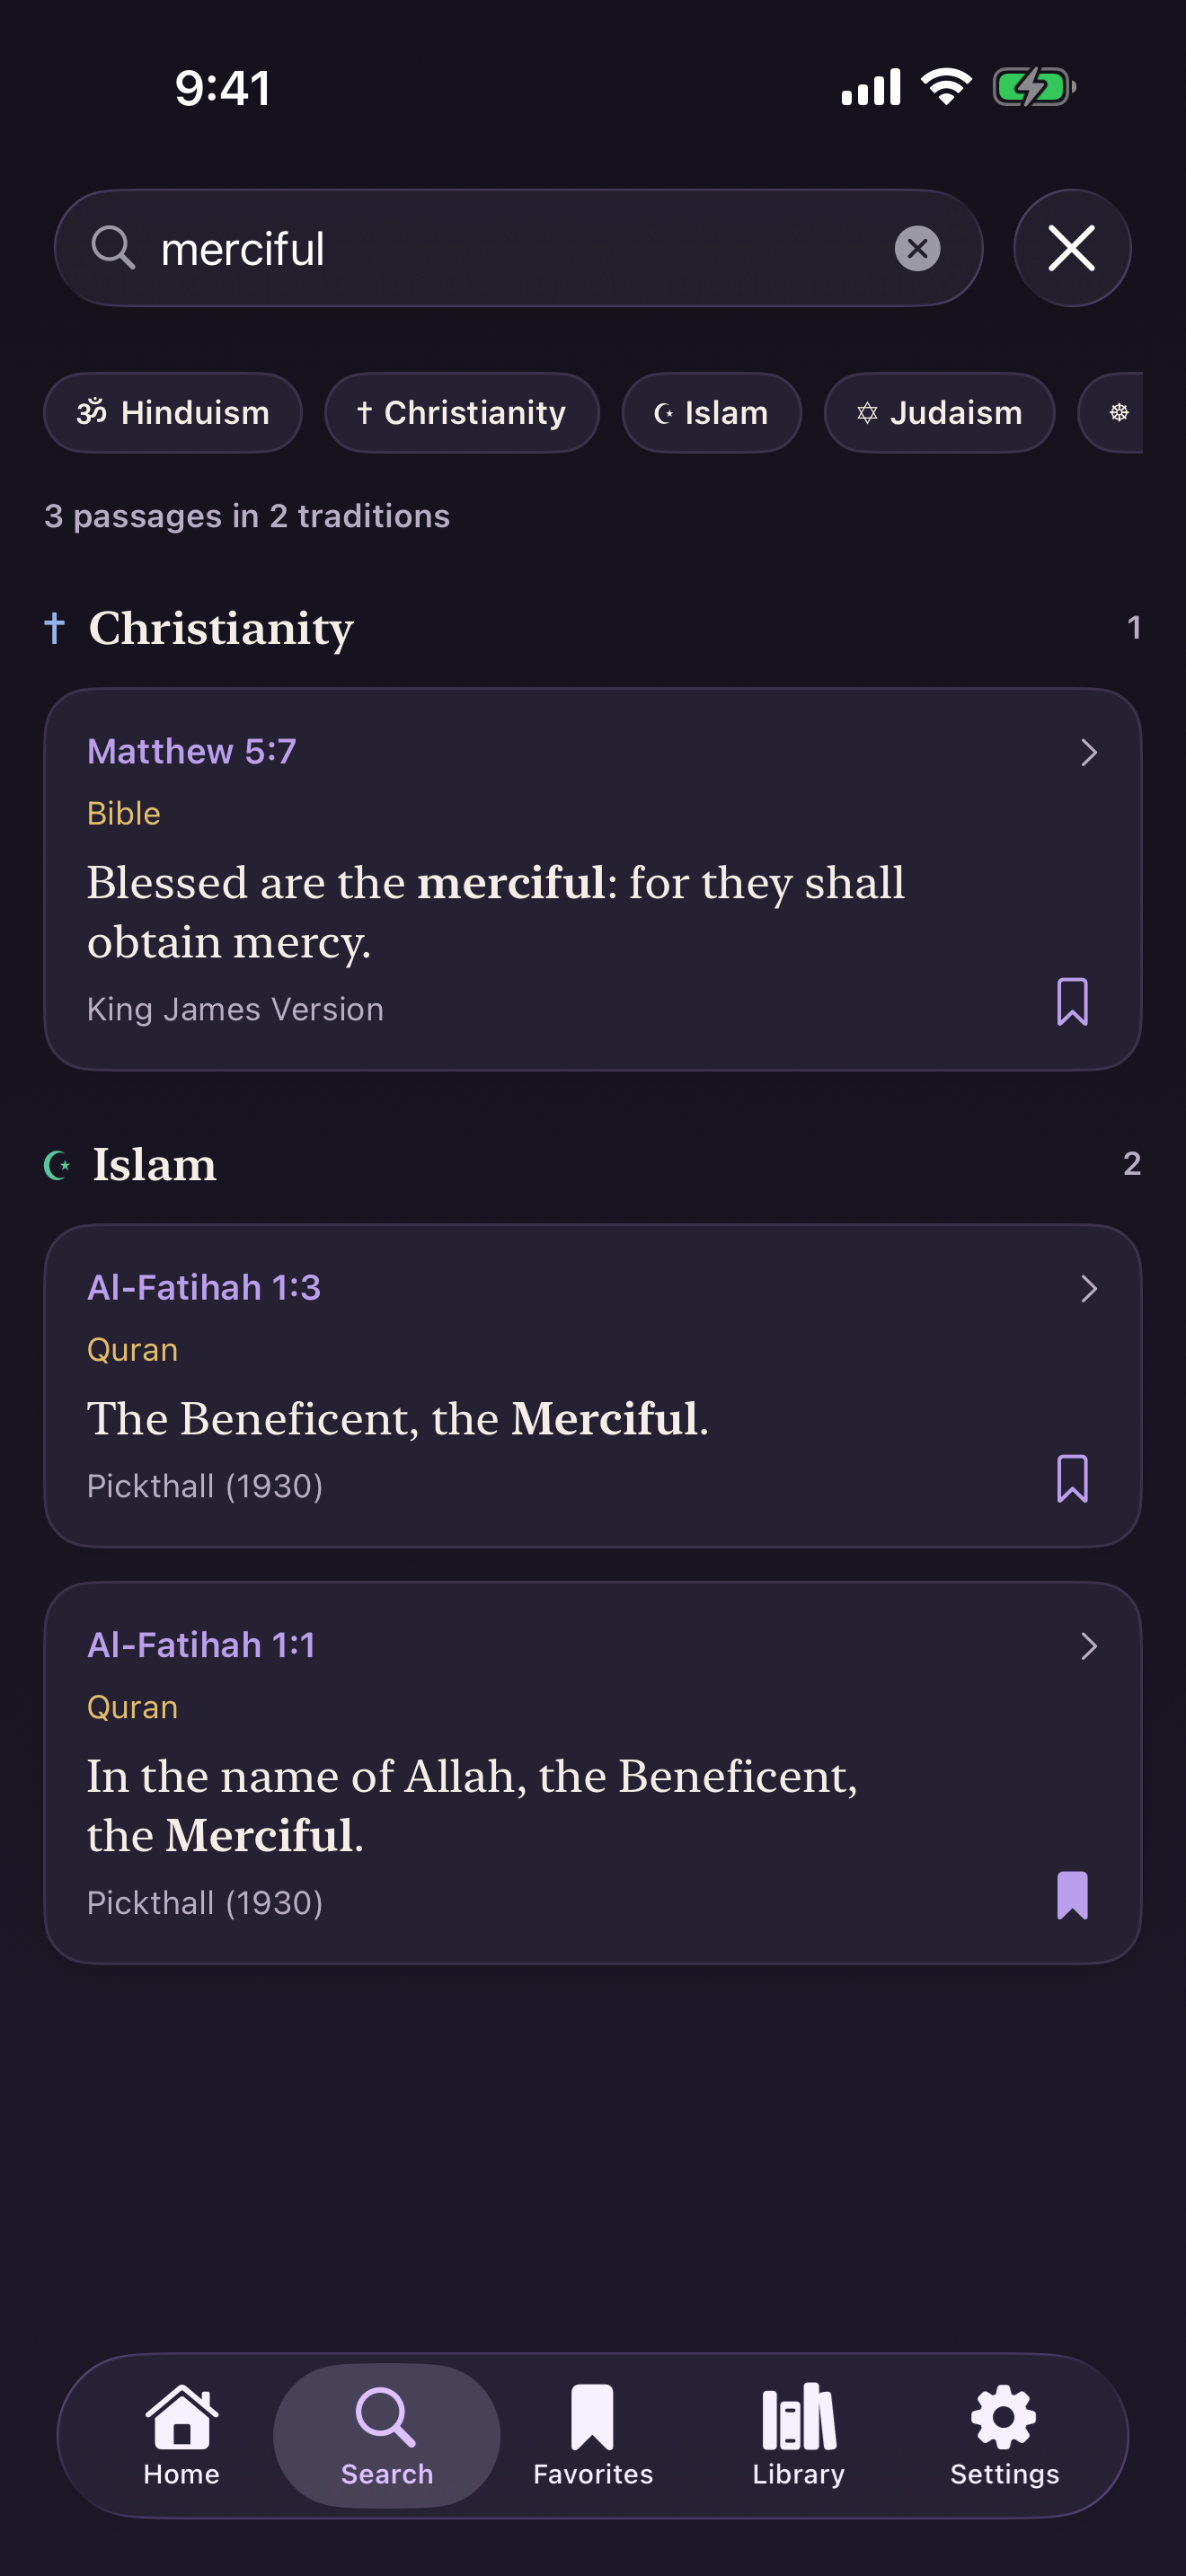 9:41
merciful
ॐ Hinduism
† Christianity
☪ Islam
✡ Judaism
☸
3 passages in 2 traditions
† Christianity 1
Matthew 5:7
Bible
Blessed are the merciful: for they shall
obtain mercy.
King James Version
☪ Islam 2
Al-Fatihah 1:3
Quran
The Beneficent, the Merciful.
Pickthall (1930)
Al-Fatihah 1:1
Quran
In the name of Allah, the Beneficent,
the Merciful.
Pickthall (1930)
Home
Search
Favorites
Library
Settings